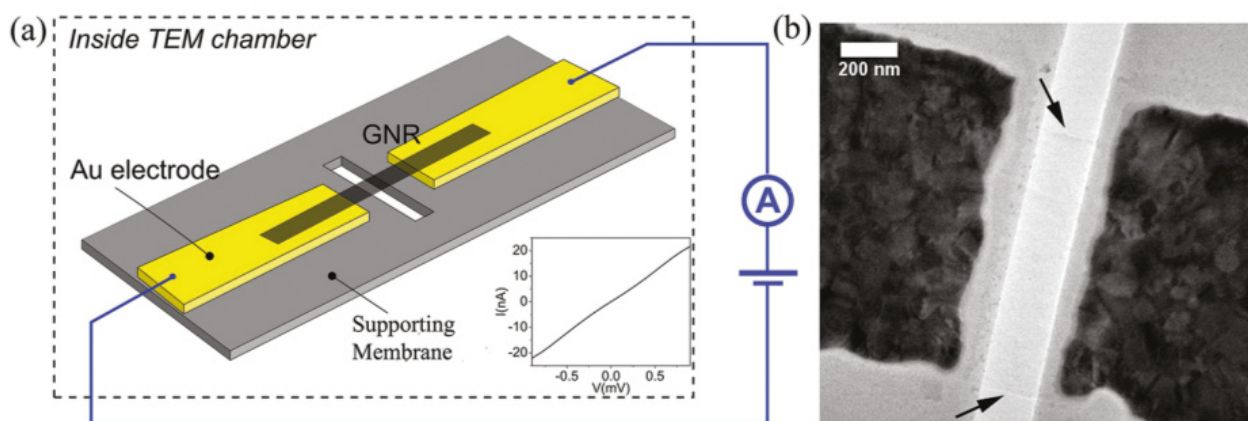 (a)
Inside TEM chamber
GNR
Au electrode
A
Supporting
Membrane
I(nA)
20
10
0
-10
-20
-0.5
0.0
0.5
V(mV)
(b)
200 nm